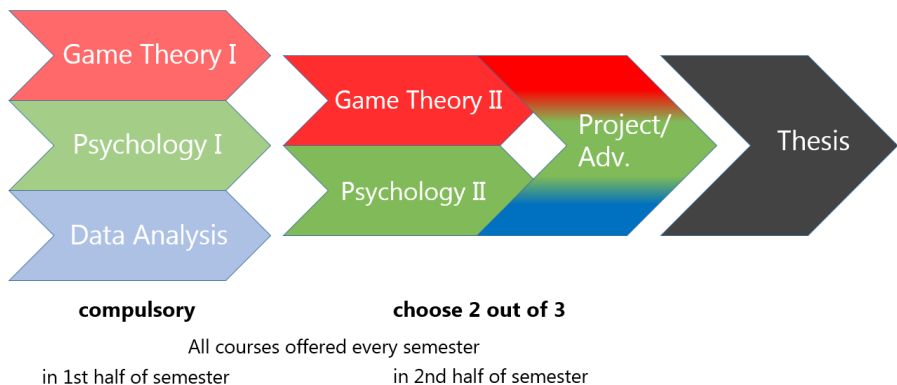 Game Theory I
Psychology I
Data Analysis
Game Theory II
Psychology II
Project/
Adv.
Thesis
compulsory
choose 2 out of 3
All courses offered every semester
in 1st half of semester
in 2nd half of semester